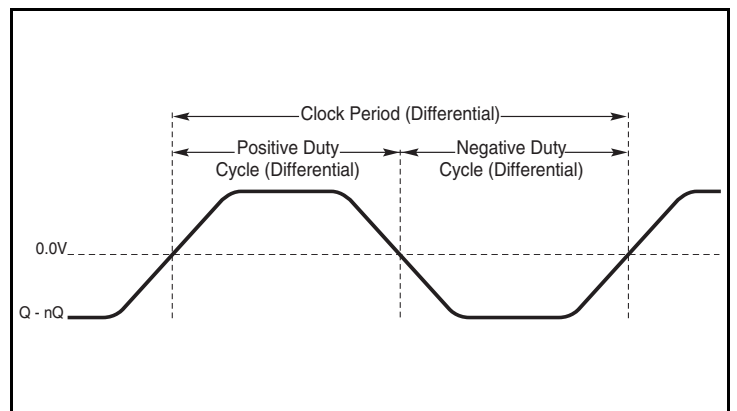 Clock Period (Differential)
Positive Duty
Cycle (Differential)
Negative Duty
Cycle (Differential)
0.0V
Q - nQ